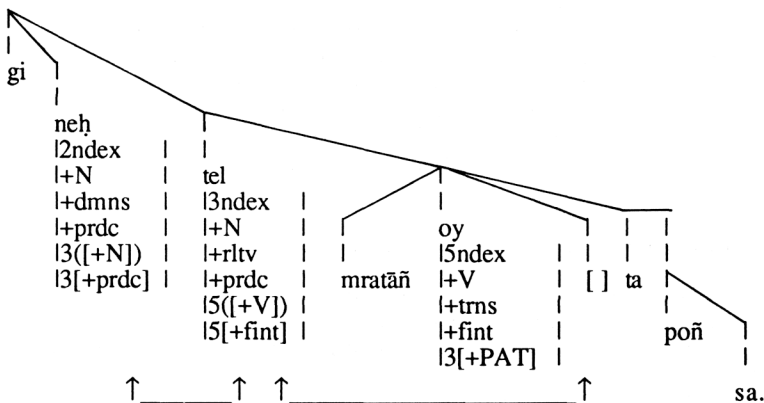 gi
neḥ
|2ndex |
|+N | tel
|+dmns | |3ndex |
|+prdc | |+N | oy
|3([+N]) | |+rltv | |5ndex |
|3[+prdc] | |+prdc | mratāñ |+V | [ ] ta
|5([+V]) | |+trns |
|5[+fint] | |+fint | poñ
|3[+PAT] |
sa.